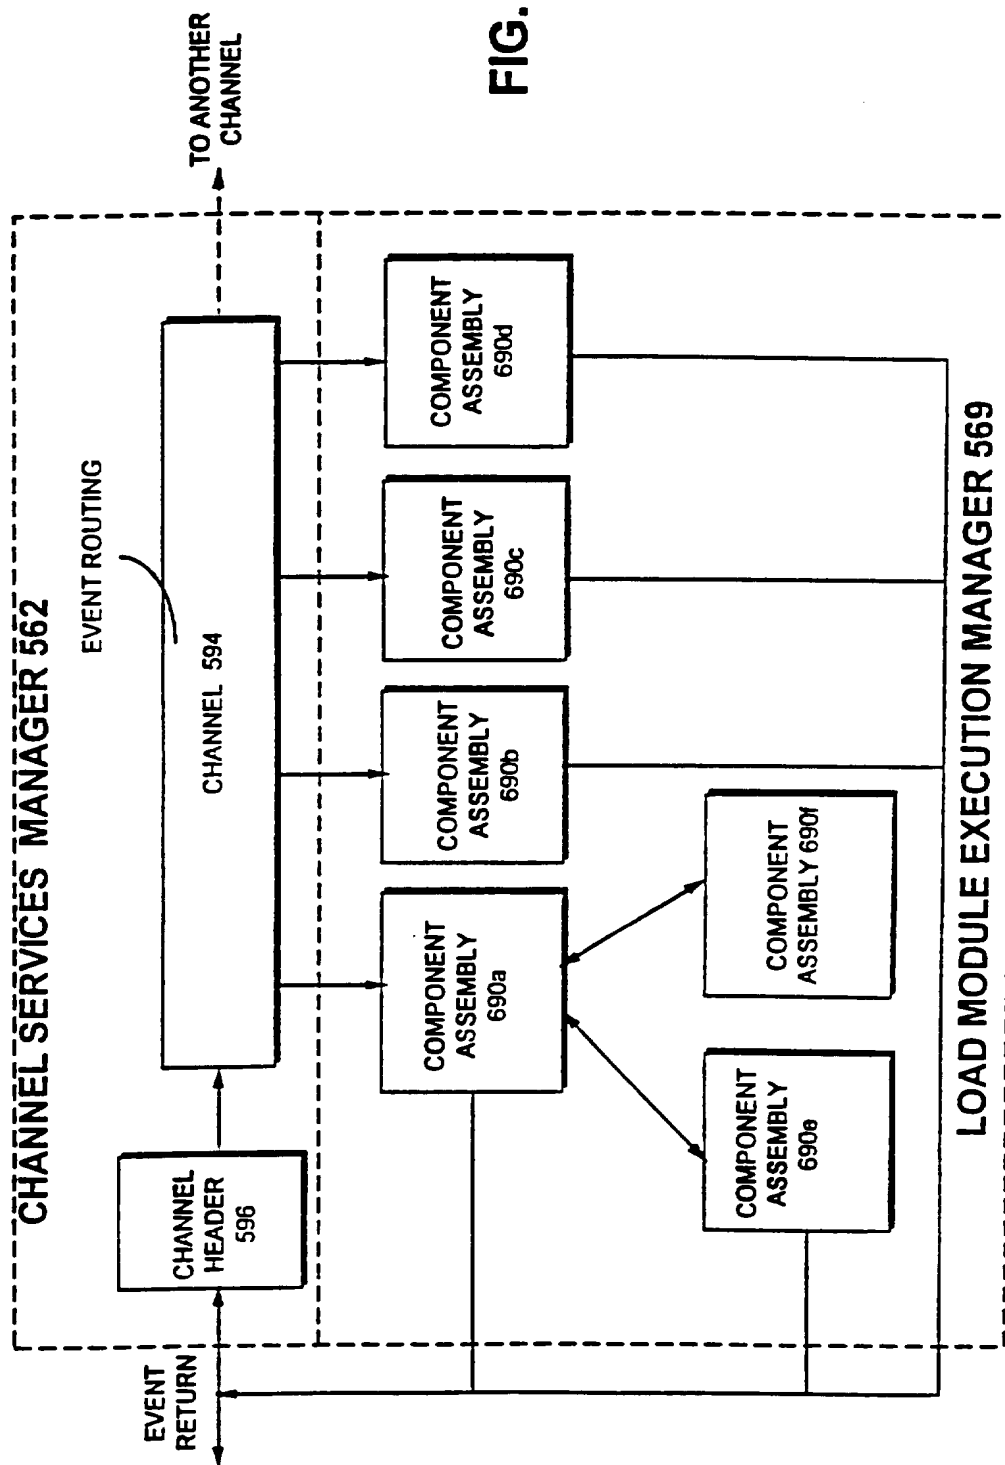 CHANNEL SERVICES MANAGER 562
EVENT ROUTING
TO ANOTHER
CHANNEL
EVENT
RETURN
CHANNEL
HEADER
596
CHANNEL 594
COMPONENT
ASSEMBLY
690a
COMPONENT
ASSEMBLY
690b
COMPONENT
ASSEMBLY
690c
COMPONENT
ASSEMBLY
690d
COMPONENT
ASSEMBLY
690e
COMPONENT
ASSEMBLY 690f
LOAD MODULE EXECUTION MANAGER 569
FIG.